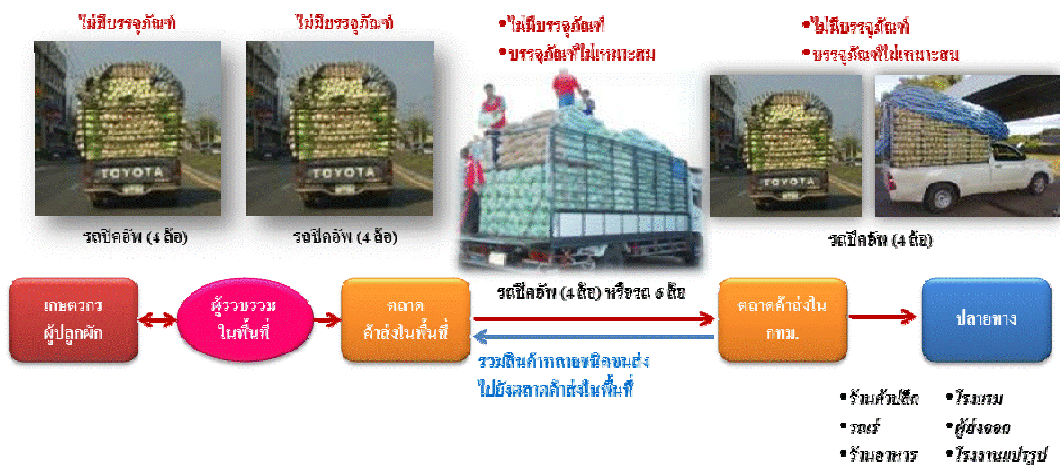 ไม่มีบรรจุภัณฑ์
ไม่มีบรรจุภัณฑ์
•ไม่มีบรรจุภัณฑ์
•บรรจุภัณฑ์ไม่เหมาะสม
•ไม่มีบรรจุภัณฑ์
•บรรจุภัณฑ์ไม่เหมาะสม
TOYOTA
TOYOTA
TOYOTA
รถปิคอัพ (4 ล้อ)
รถปิคอัพ (4 ล้อ)
รถปิคอัพ (4 ล้อ)
รถปิคอัพ (4 ล้อ) หรือรถ 6 ล้อ
เกษตรกร
ผู้ปลูกผัก
ผู้รวบรวม
ในพื้นที่
ตลาด
ค้าส่งในพื้นที่
ตลาดค้าส่งใน
กทม.
ปลายทาง
รวมสินค้าหลายชนิดขนส่ง
ไปยังตลาดค้าส่งในพื้นที่
•ร้านค้าปลีก
•รถเร่
•ร้านอาหาร
•โรงแรม
•ผู้ส่งออก
•โรงงานแปรรูป